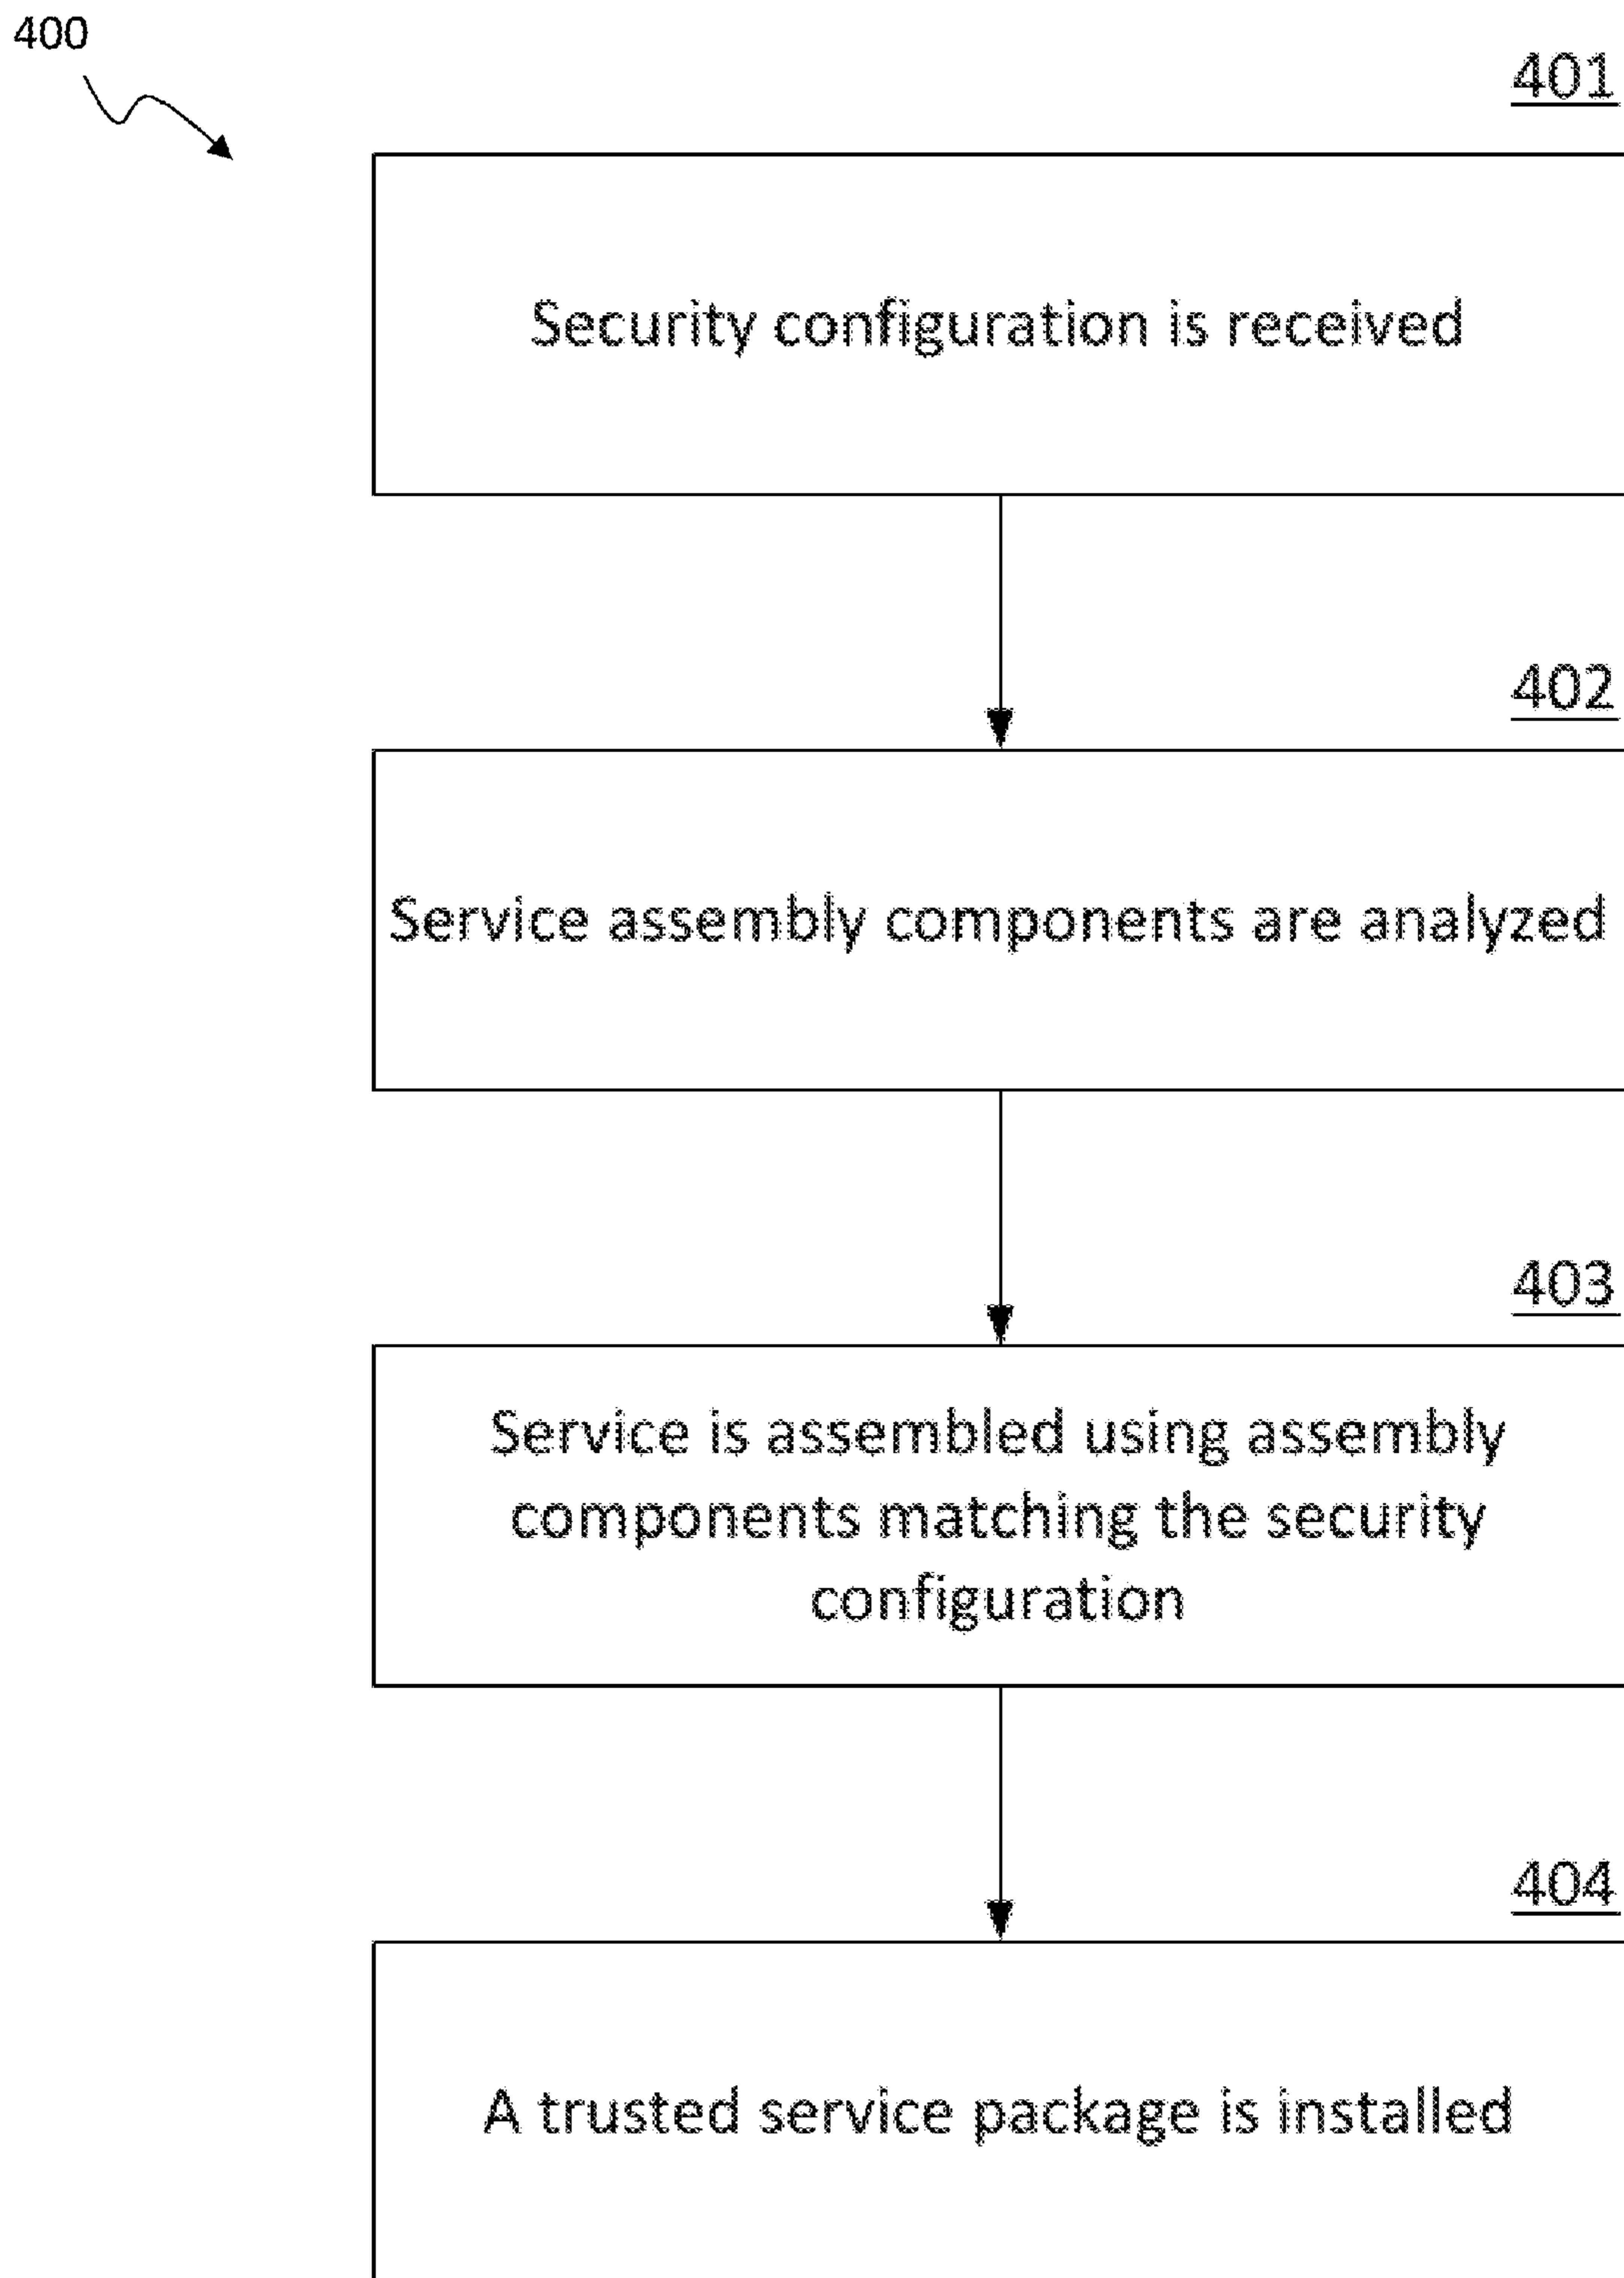 400
401
Security configuration is received
402
Service assembly components are analyzed
403
Service is assembled using assembly
components matching the security
configuration
404
A trusted service package is installed